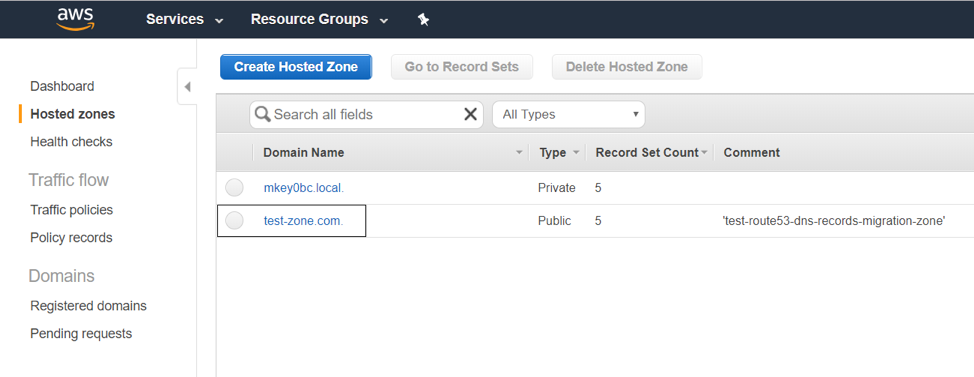 aws Services Resource Groups
Create Hosted Zone Go to Record Sets Delete Hosted Zone
Dashboard
Hosted zones
Health checks
Traffic flow
Traffic policies
Policy records
Domains
Registered domains
Pending requests
Search all fields All Types
Domain Name Type Record Set Count Comment
mkey0bc.local. Private 5
test-zone.com. Public 5 'test-route53-dns-records-migration-zone'